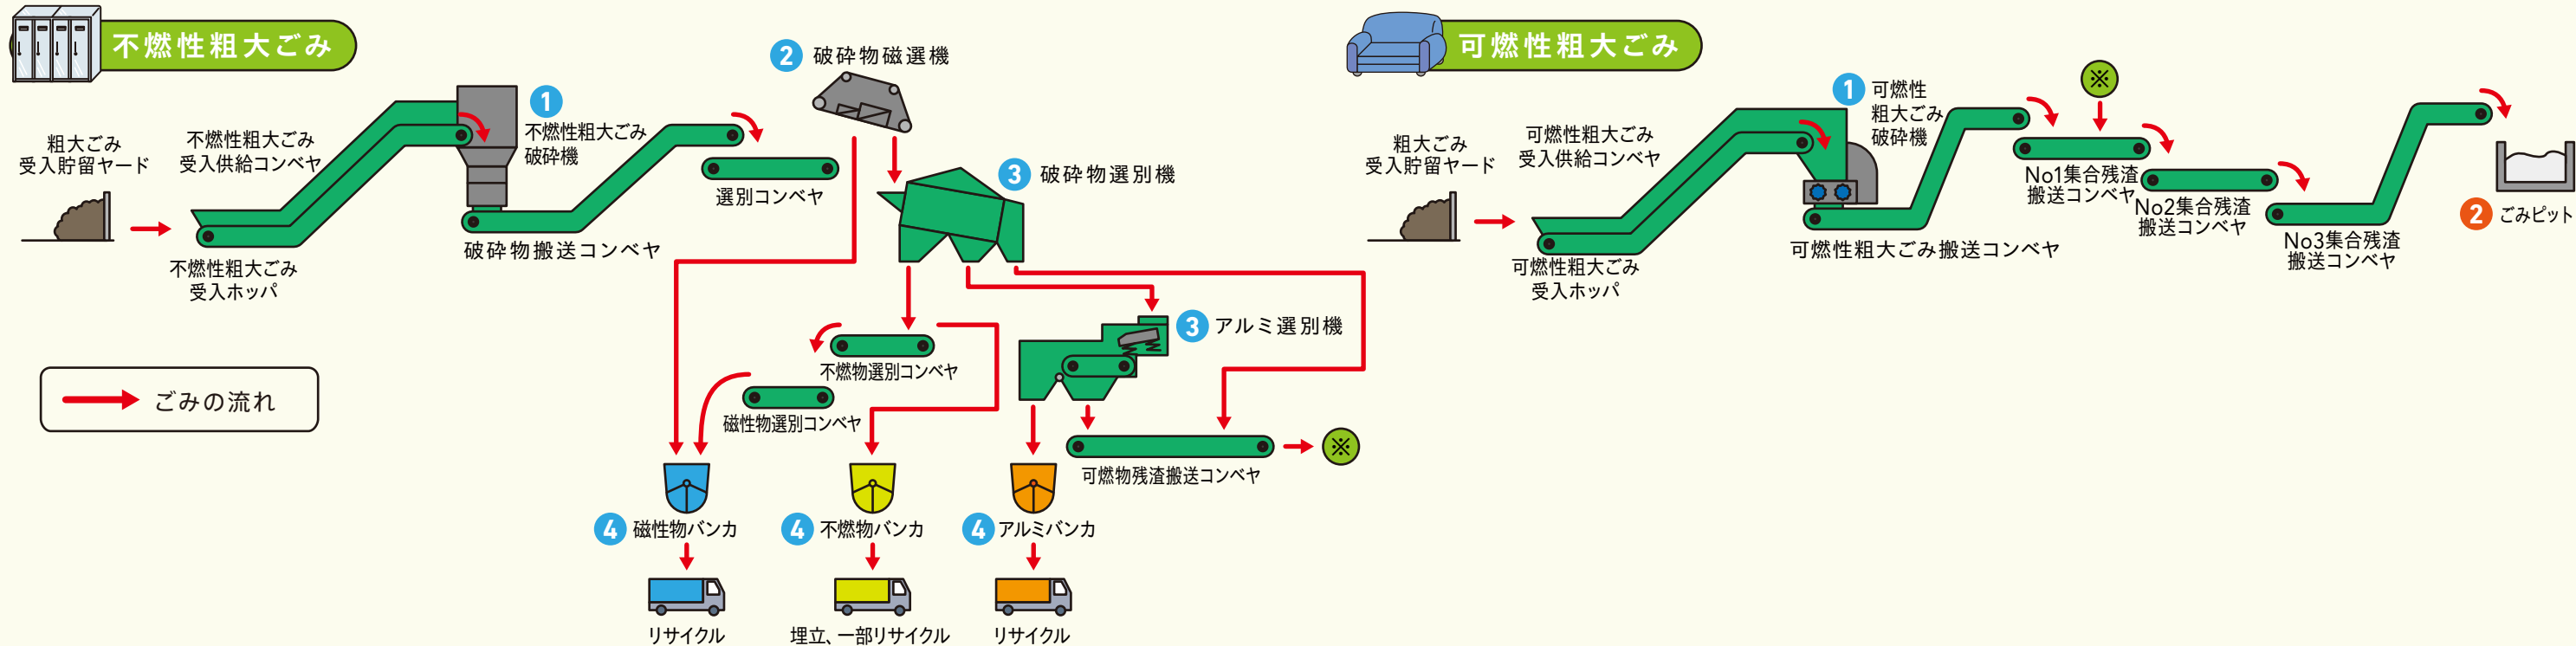 不燃性粗大ごみ
粗大ごみ
受入貯留ヤード
不燃性粗大ごみ
受入供給コンベヤ
不燃性粗大ごみ
受入ホッパ
1
不燃性粗大ごみ
破砕機
破砕物搬送コンベヤ
2 破砕物磁選機
選別コンベヤ
3 破砕物選別機
不燃物選別コンベヤ
磁性物選別コンベヤ
3 アルミ選別機
可燃物残渣搬送コンベヤ
※
4 磁性物バンカ
4 不燃物バンカ
4 アルミバンカ
リサイクル
埋立、一部リサイクル
リサイクル
ごみの流れ
可燃性粗大ごみ
粗大ごみ
受入貯留ヤード
可燃性粗大ごみ
受入供給コンベヤ
可燃性粗大ごみ
受入ホッパ
1 可燃性
粗大ごみ
破砕機
可燃性粗大ごみ搬送コンベヤ
※
No1集合残渣
搬送コンベヤ
No2集合残渣
搬送コンベヤ
No3集合残渣
搬送コンベヤ
2 ごみピット